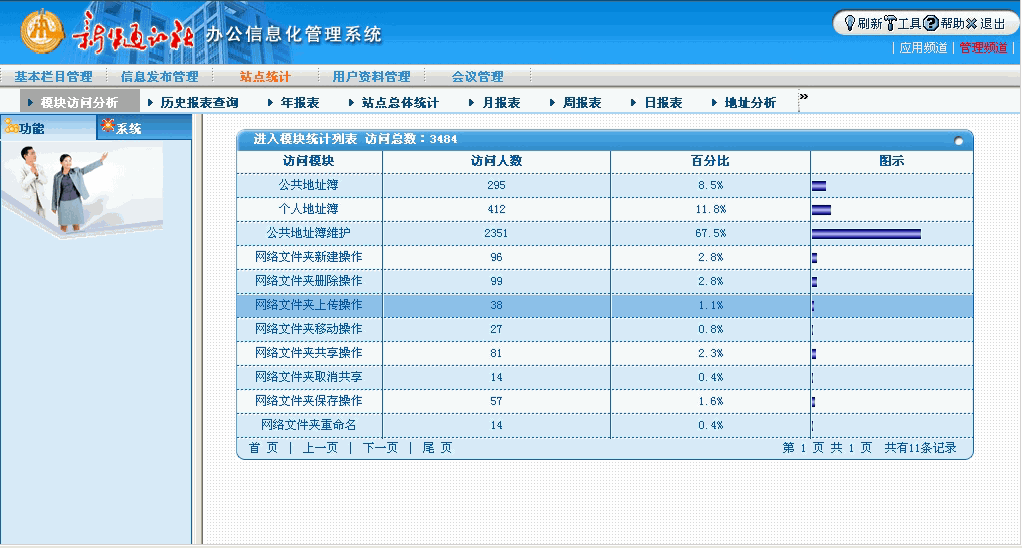 新华通讯社 办公信息化管理系统
刷新 工具 帮助 退出
| 应用频道 | 管理频道 |
基本栏目管理 信息发布管理 站点统计 用户资料管理 会议管理
模块访问分析 历史报表查询 年报表 站点总体统计 月报表 周报表 日报表 地址分析 »
功能 系统
进入模块统计列表 访问总数：3484
访问模块 访问人数 百分比 图示
公共地址簿 295 8.5%
个人地址簿 412 11.8%
公共地址簿维护 2351 67.5%
网络文件夹新建操作 96 2.8%
网络文件夹删除操作 99 2.8%
网络文件夹上传操作 38 1.1%
网络文件夹移动操作 27 0.8%
网络文件夹共享操作 81 2.3%
网络文件夹取消共享 14 0.4%
网络文件夹保存操作 57 1.6%
网络文件夹重命名 14 0.4%
首 页 | 上一页 | 下一页 | 尾 页 第 1 页 共 1 页 共有11条记录